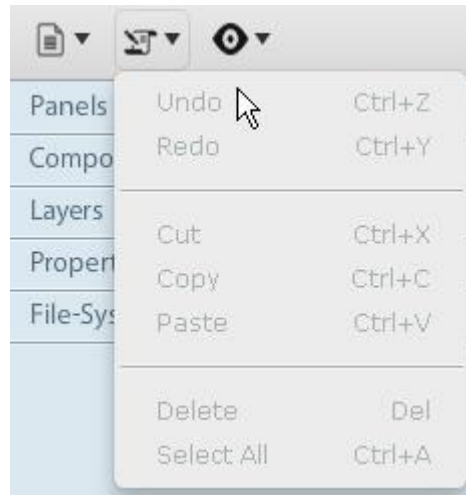 Panels
Undo Ctrl+Z
Compo
Redo Ctrl+Y
Layers
Cut Ctrl+X
Propert
Copy Ctrl+C
File-Sys
Paste Ctrl+V
Delete Del
Select All Ctrl+A